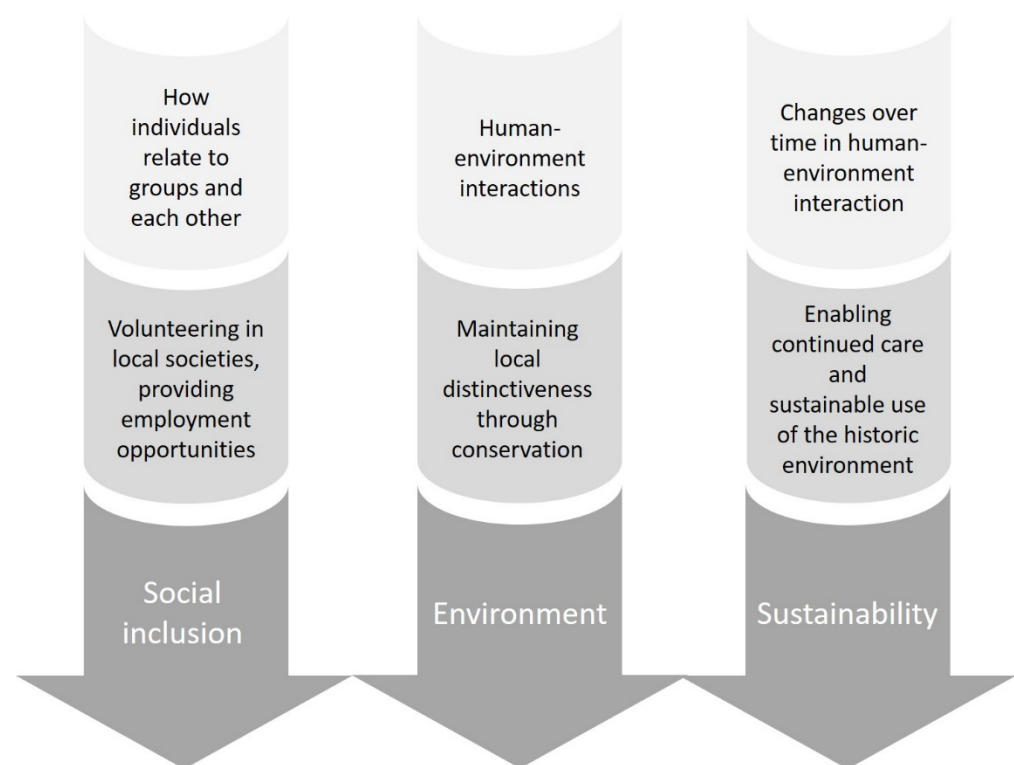 How
individuals
relate to
groups and
each other
Volunteering in
local societies,
providing
employment
opportunities
Social
inclusion
Human-
environment
interactions
Maintaining
local
distinctiveness
through
conservation
Environment
Changes over
time in human-
environment
interaction
Enabling
continued care
and
sustainable use
of the historic
environment
Sustainability